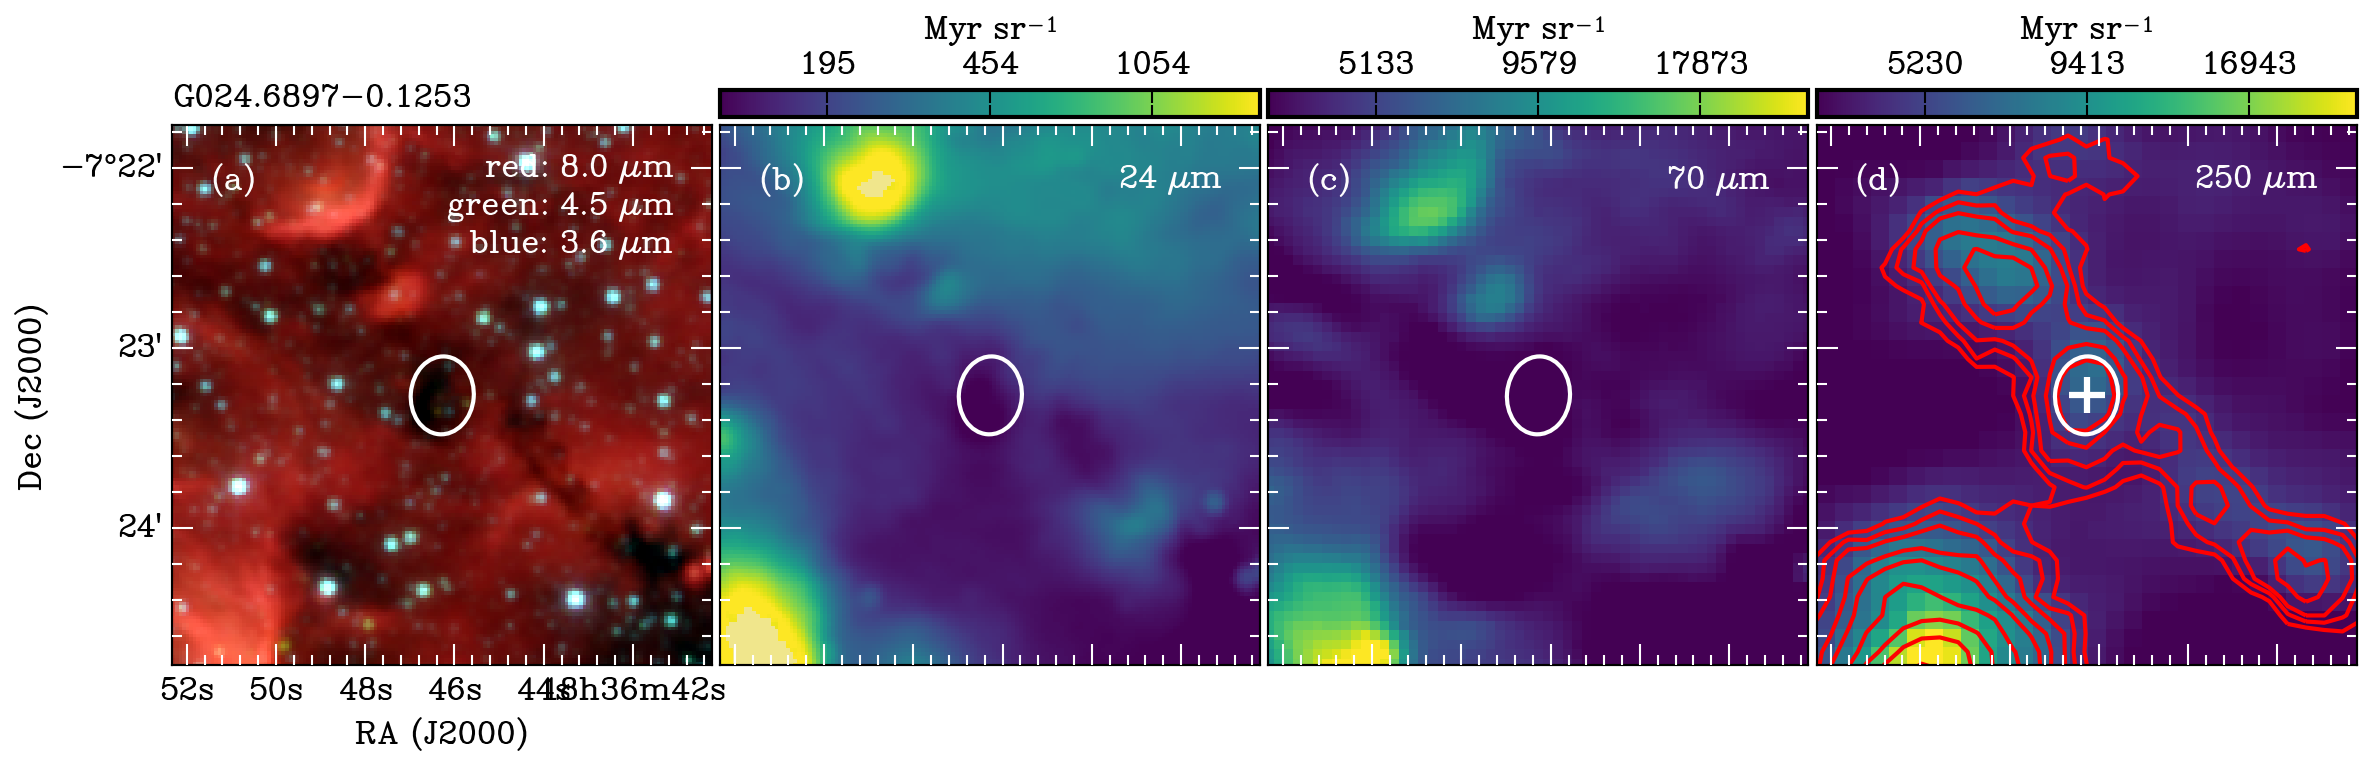 Myr sr⁻¹
Myr sr⁻¹
Myr sr⁻¹
195 454 1054
5133 9579 17873
5230 9413 16943
G024.6897−0.1253
(a)
red: 8.0 μm
green: 4.5 μm
blue: 3.6 μm
(b)
24 μm
(c)
70 μm
(d)
250 μm
−7°22'
23'
24'
Dec (J2000)
52s 50s 48s 46s 44s 18h36m42s
RA (J2000)